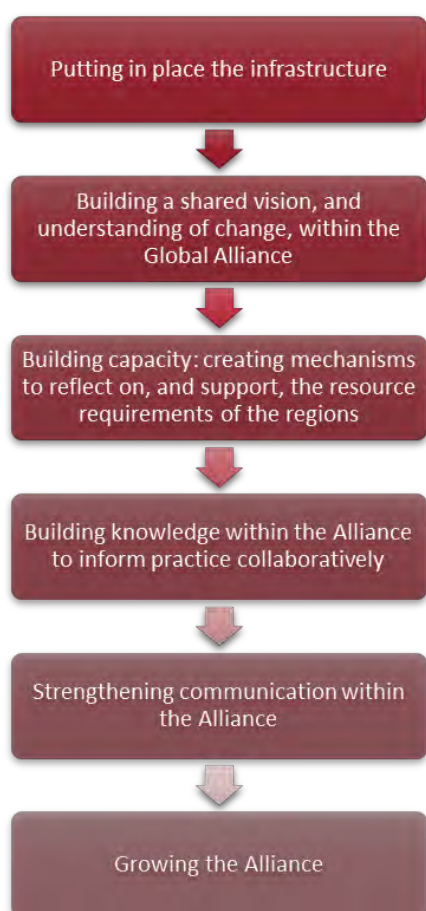 Putting in place the infrastructure
Building a shared vision, and
understanding of change, within the
Global Alliance
Building capacity: creating mechanisms
to reflect on, and support, the resource
requirements of the regions
Building knowledge within the Alliance
to inform practice collaboratively
Strengthening communication within
the Alliance
Growing the Alliance